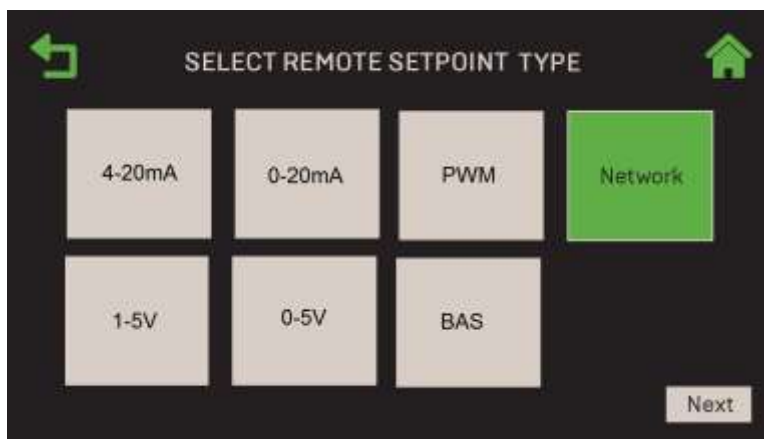 SELECT REMOTE SETPOINT TYPE
4-20mA
0-20mA
PWM
Network
1-5V
0-5V
BAS
Next